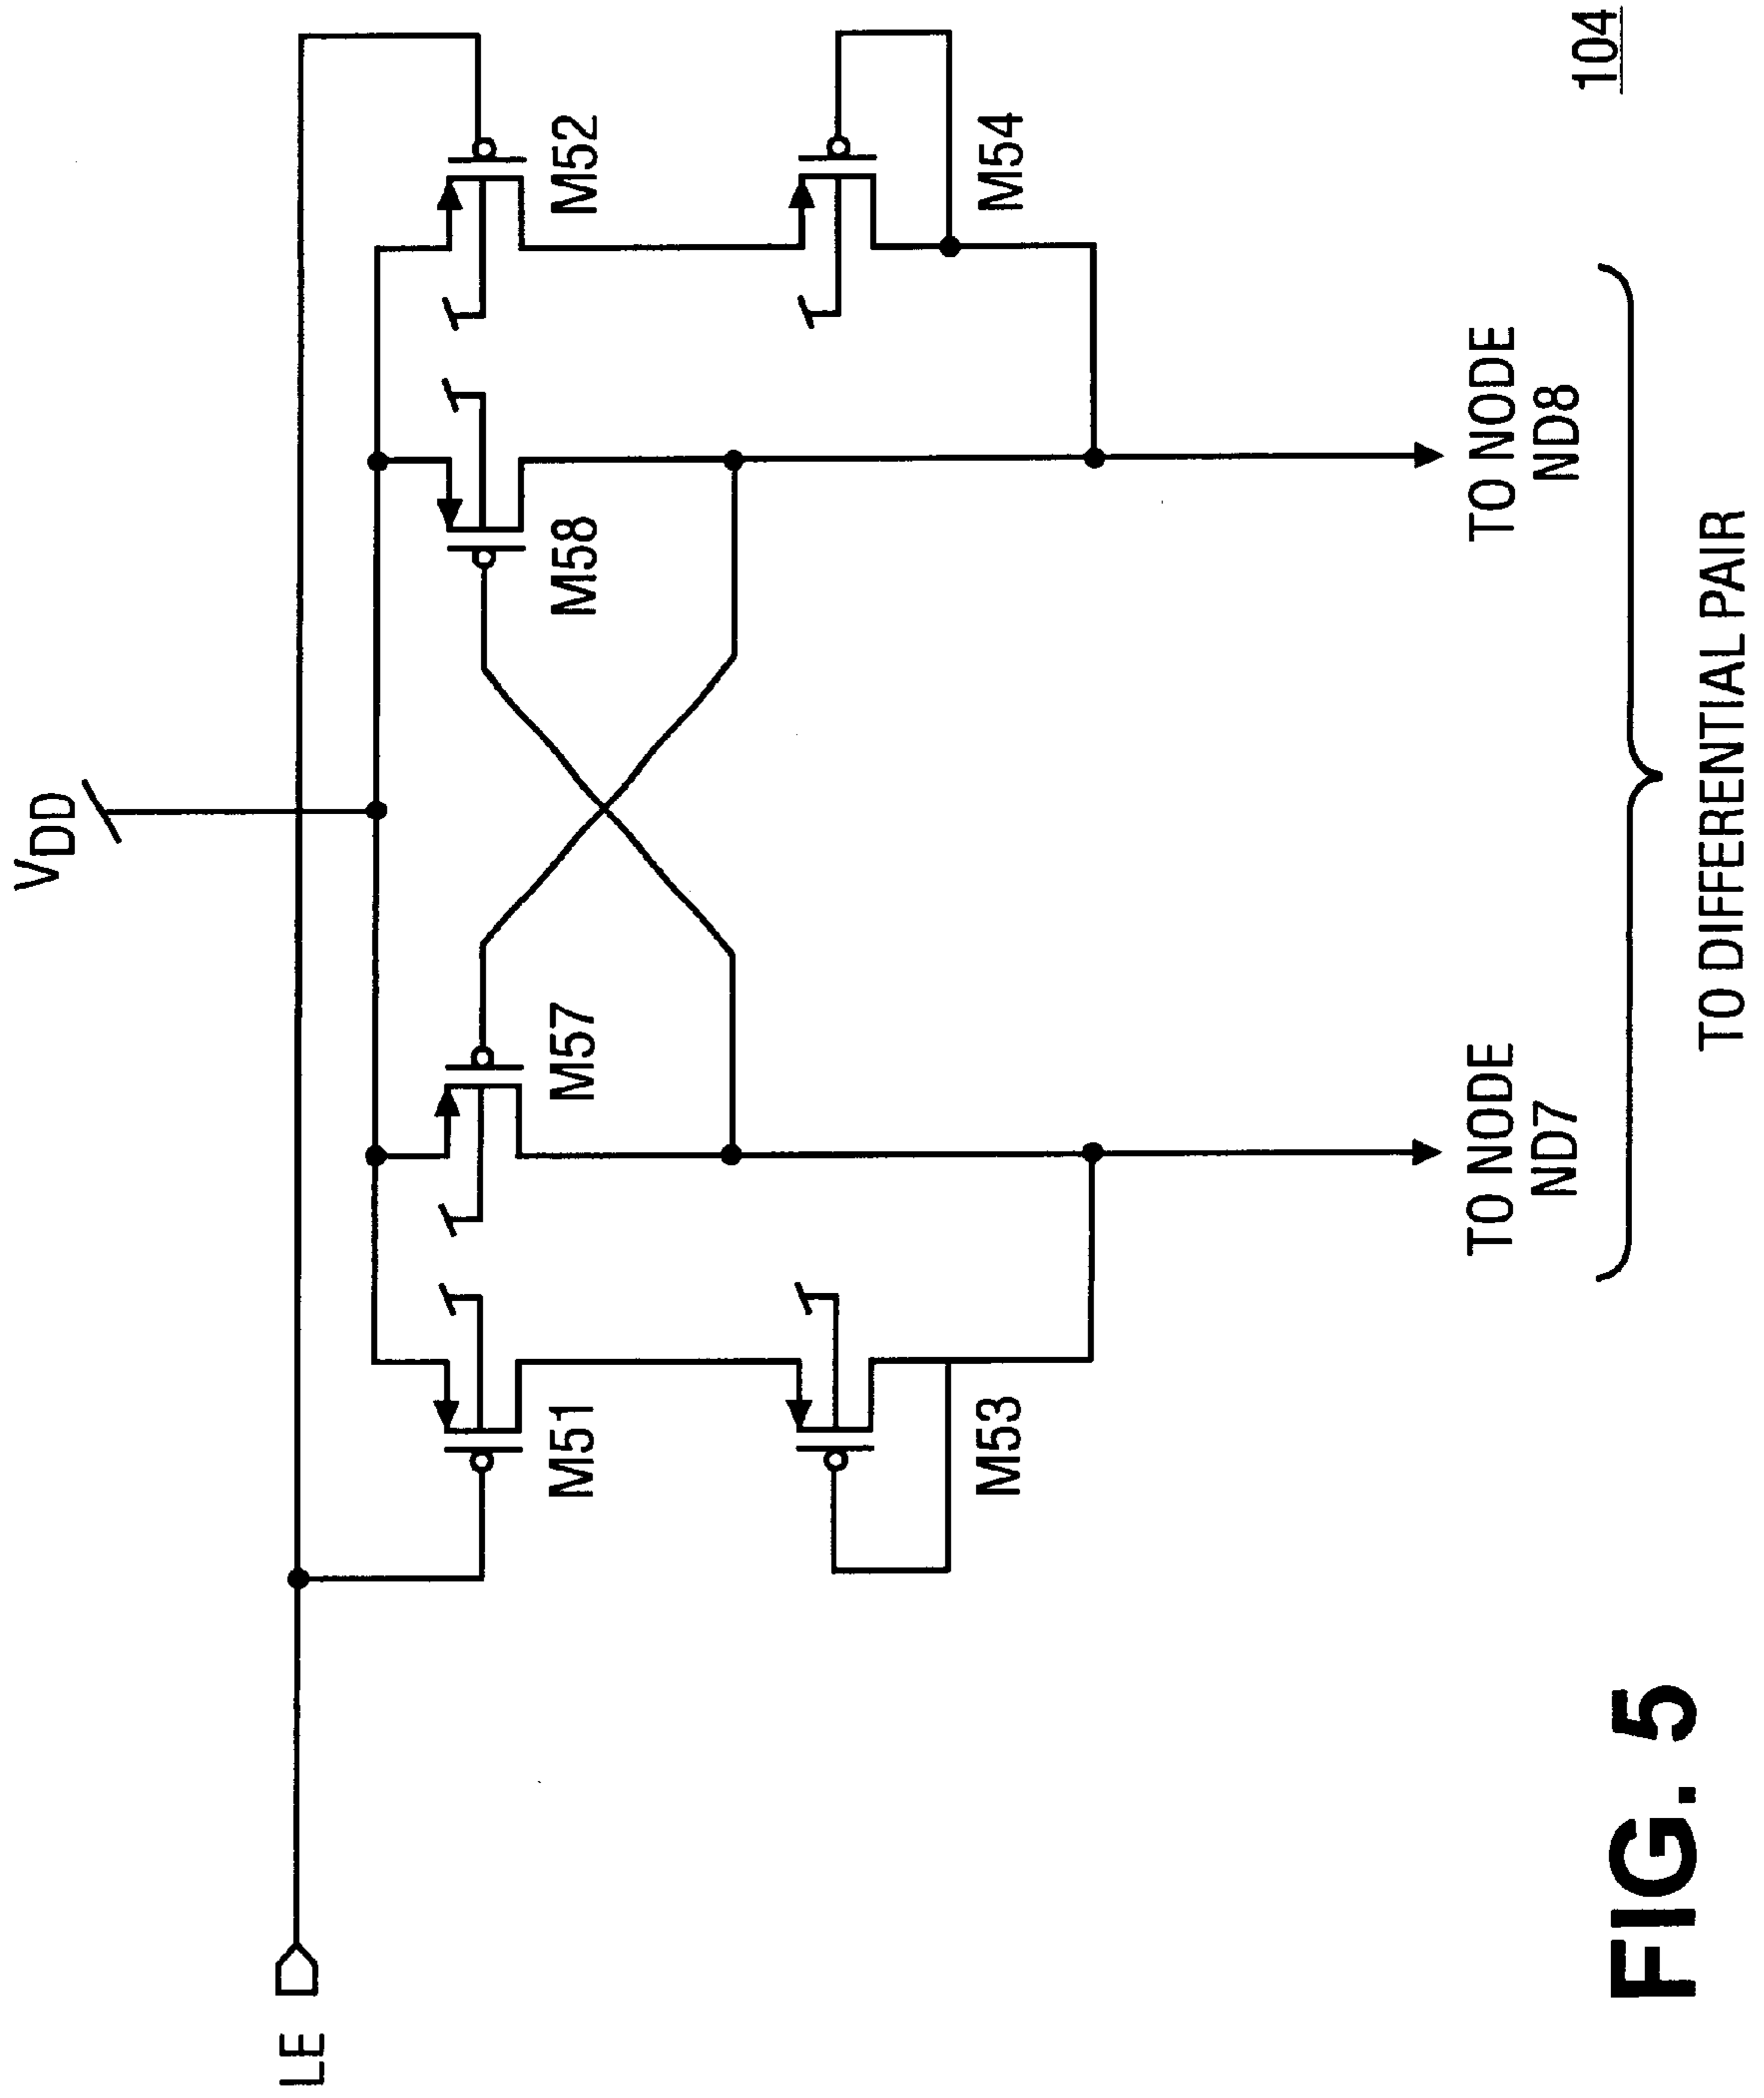 VDD
LE
M51
M57
M58
M52
M53
M54
TO NODE
ND7
TO NODE
ND8
TO DIFFERENTIAL PAIR
104
FIG. 5